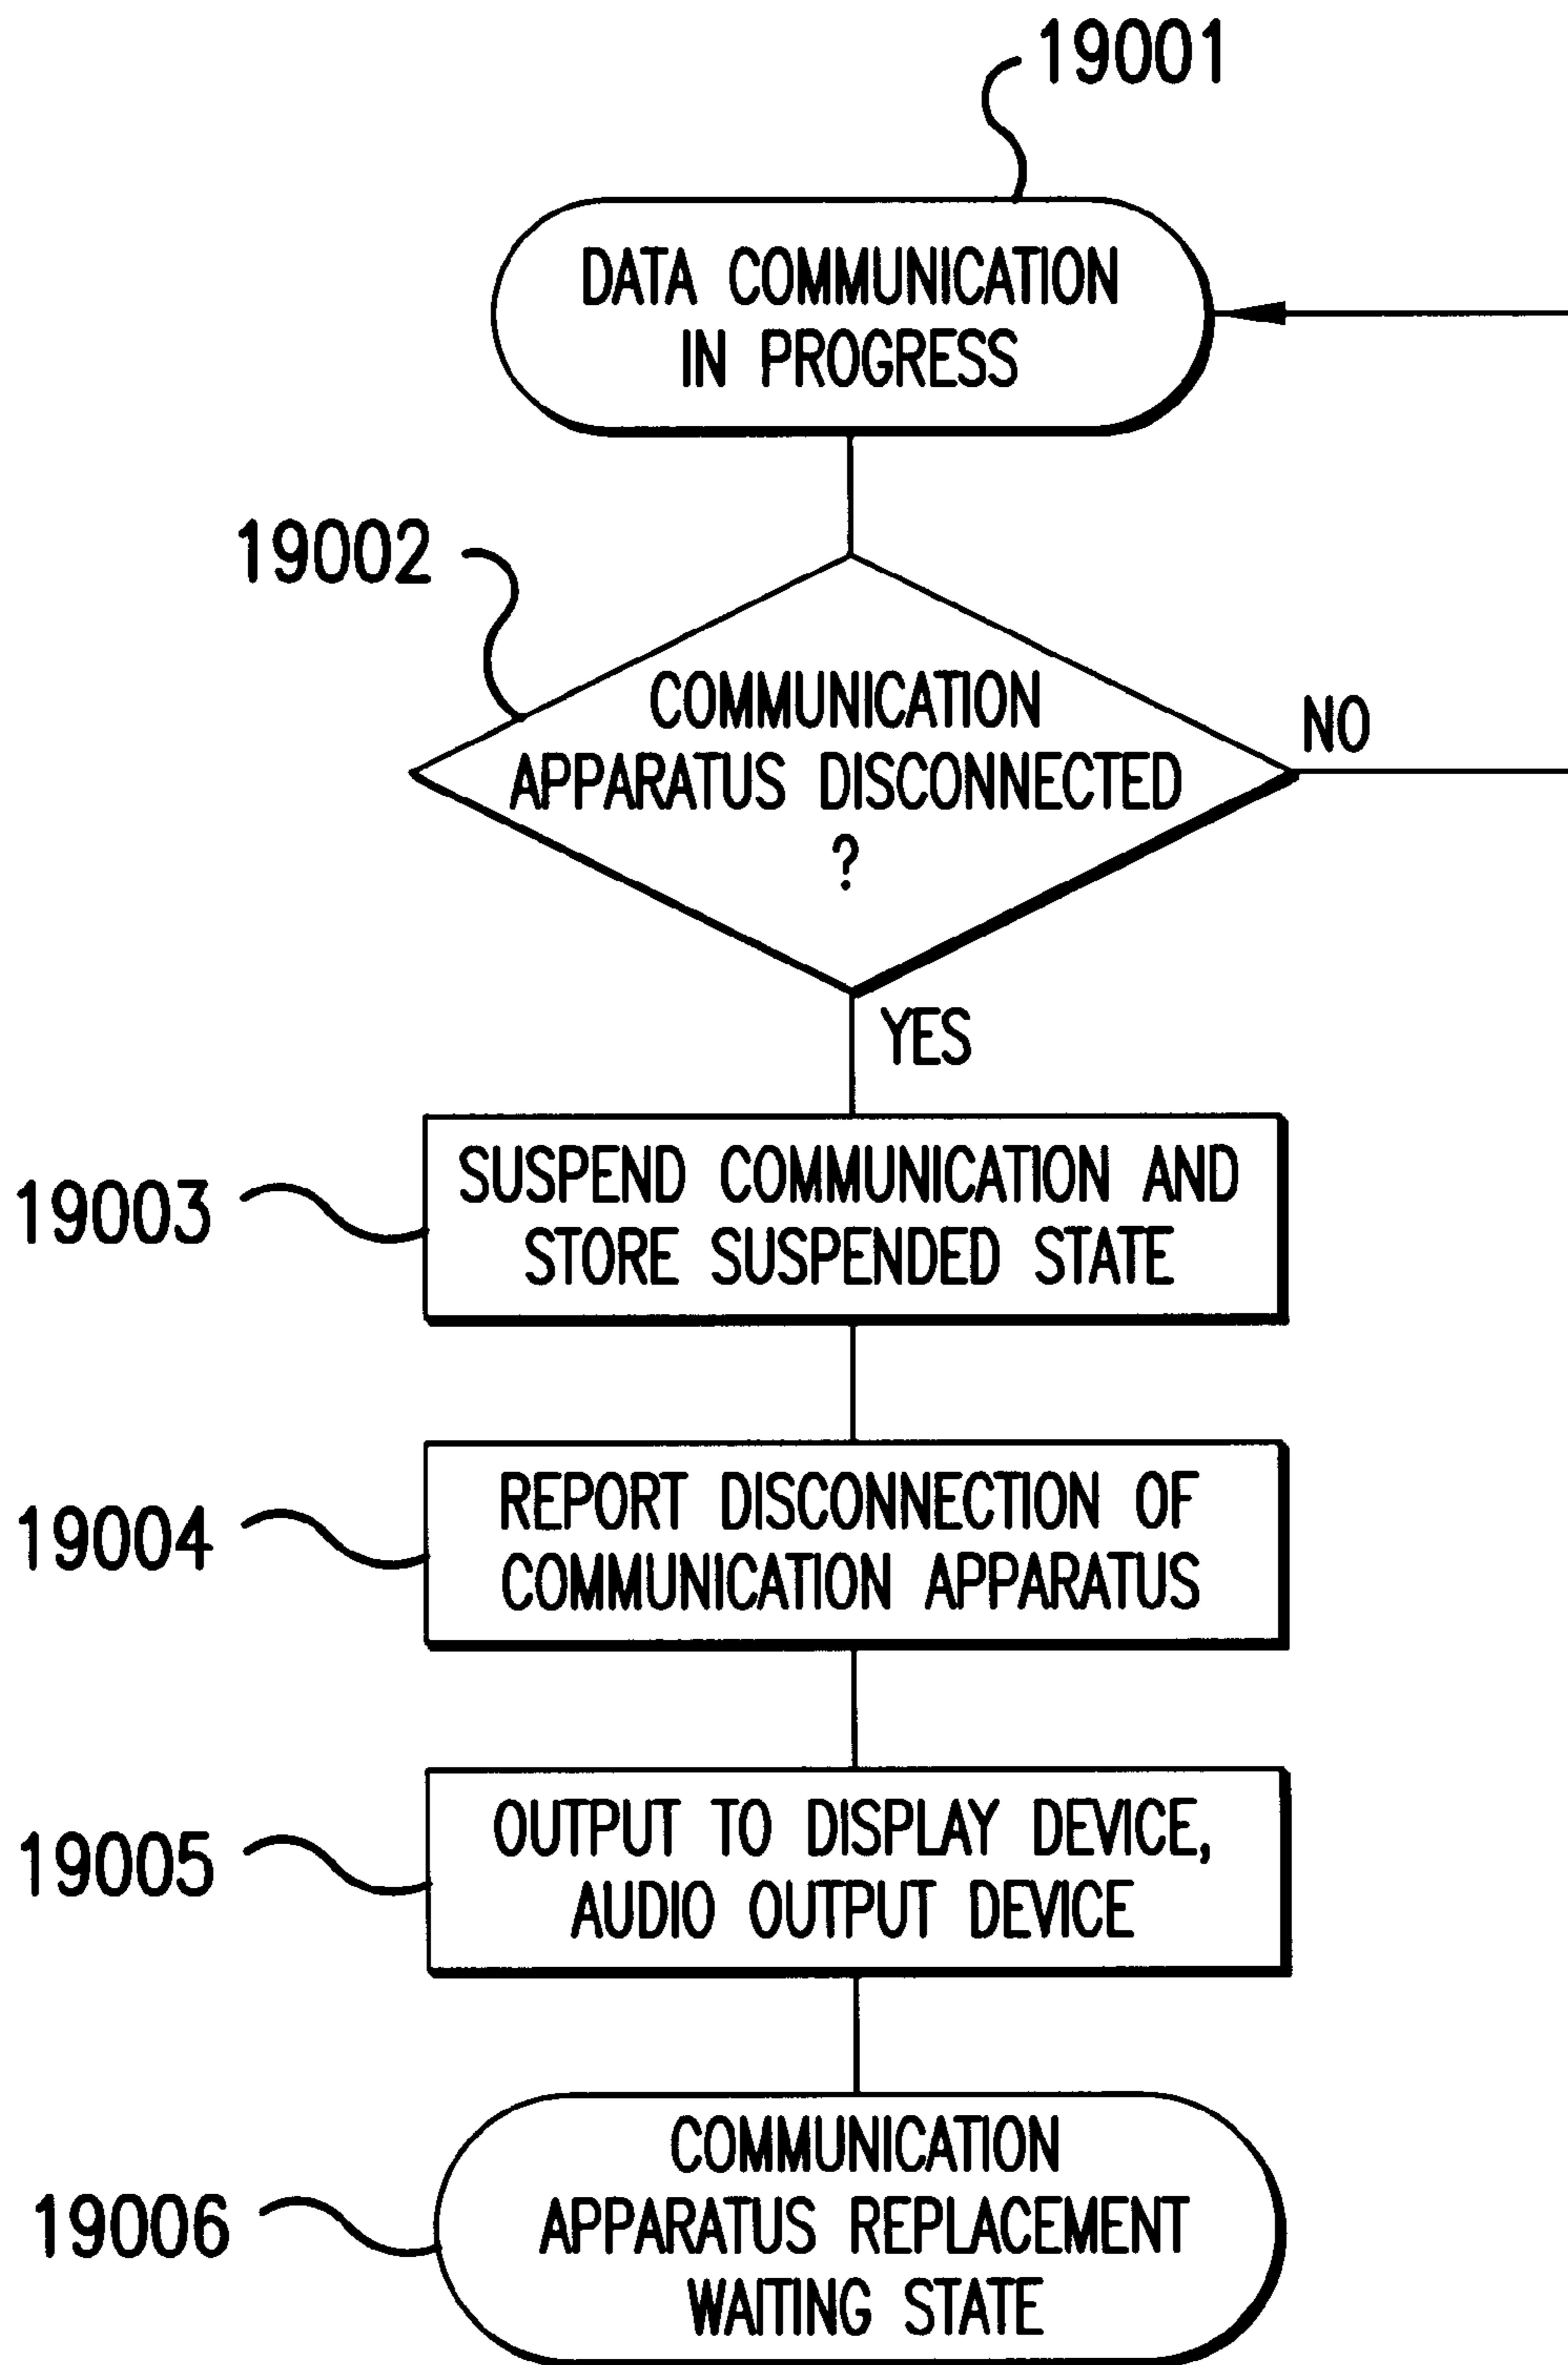 19001
DATA COMMUNICATION
IN PROGRESS
19002
COMMUNICATION
APPARATUS DISCONNECTED
?
NO
YES
19003
SUSPEND COMMUNICATION AND
STORE SUSPENDED STATE
19004
REPORT DISCONNECTION OF
COMMUNICATION APPARATUS
19005
OUTPUT TO DISPLAY DEVICE,
AUDIO OUTPUT DEVICE
19006
COMMUNICATION
APPARATUS REPLACEMENT
WAITING STATE